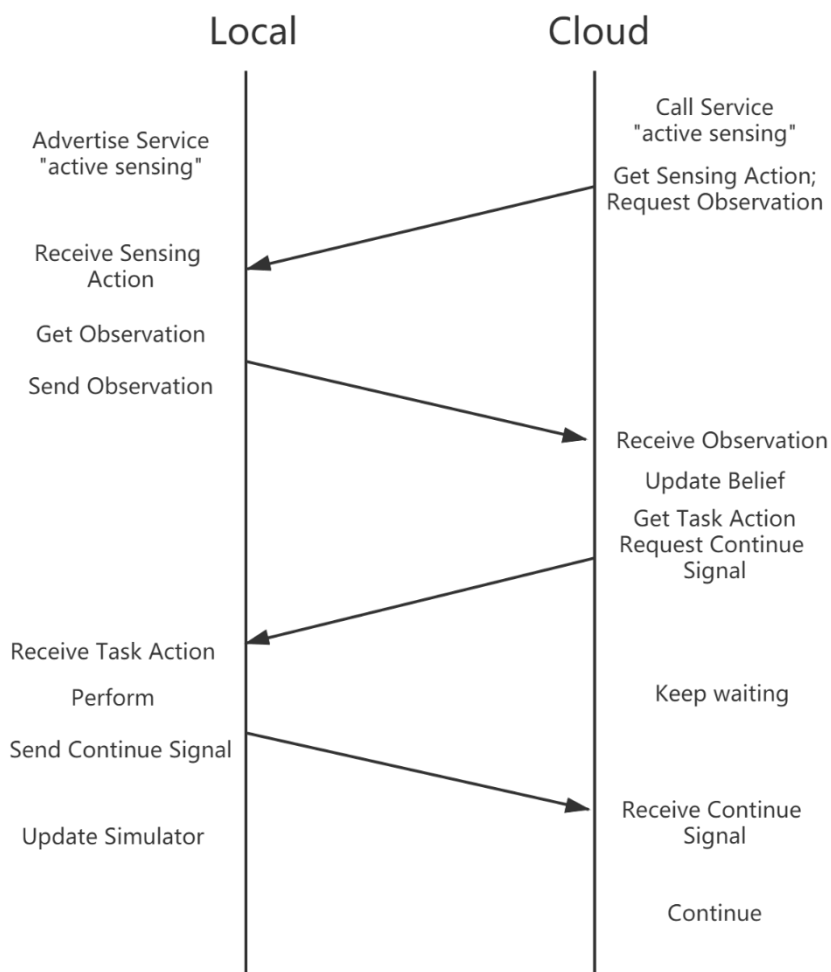 Local
Cloud
Call Service
"active sensing"
Advertise Service
"active sensing"
Get Sensing Action;
Request Observation
Receive Sensing
Action
Get Observation
Send Observation
Receive Observation
Update Belief
Get Task Action
Request Continue
Signal
Receive Task Action
Perform
Keep waiting
Send Continue Signal
Receive Continue
Signal
Update Simulator
Continue